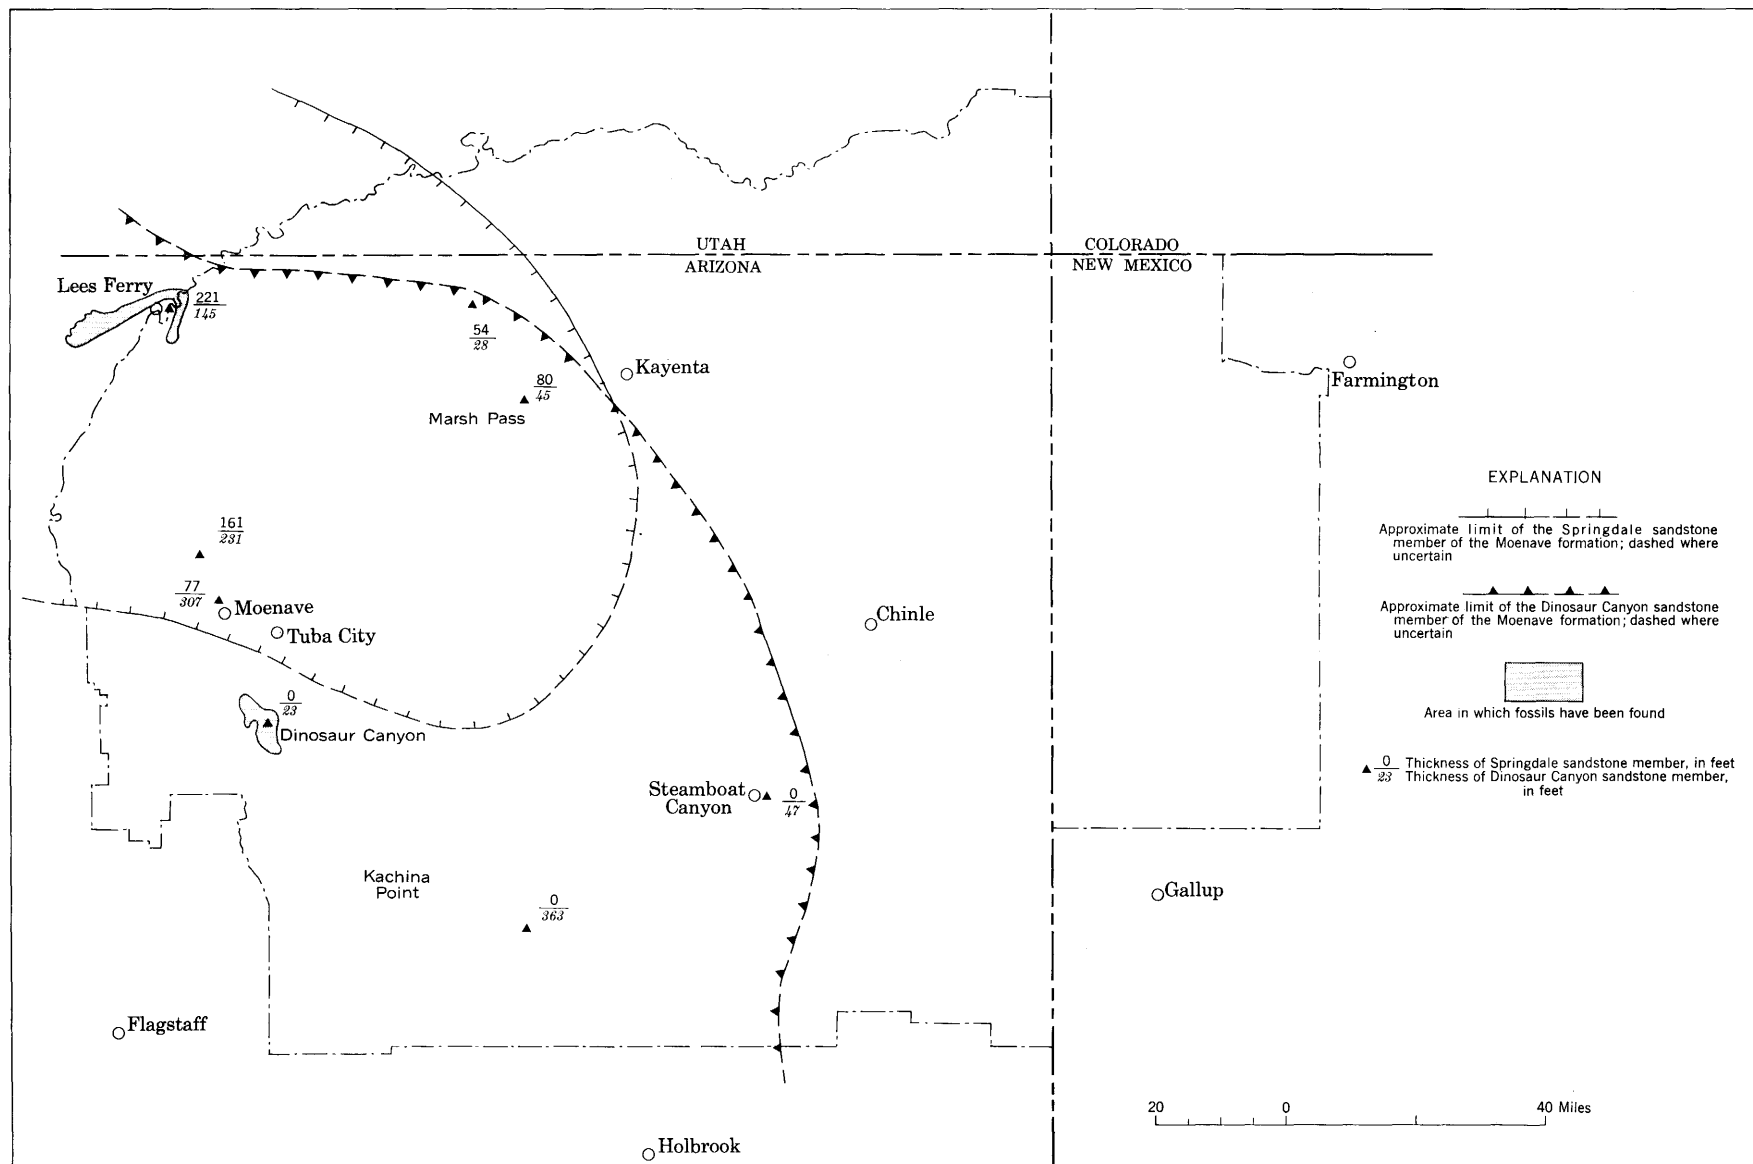 UTAH
ARIZONA
COLORADO
NEW MEXICO
Lees Ferry
221
145
54
28
Kayenta
80
45
Marsh Pass
Farmington
161
231
77
307
Moenave
Tuba City
Chinle
0
23
Dinosaur Canyon
Steamboat
Canyon
0
47
Kachina
Point
0
363
Gallup
Flagstaff
Holbrook
EXPLANATION
Approximate limit of the Springdale sandstone
member of the Moenave formation; dashed where
uncertain
Approximate limit of the Dinosaur Canyon sandstone
member of the Moenave formation; dashed where
uncertain
Area in which fossils have been found
0 Thickness of Springdale sandstone member, in feet
23 Thickness of Dinosaur Canyon sandstone member,
in feet
20 0 40 Miles